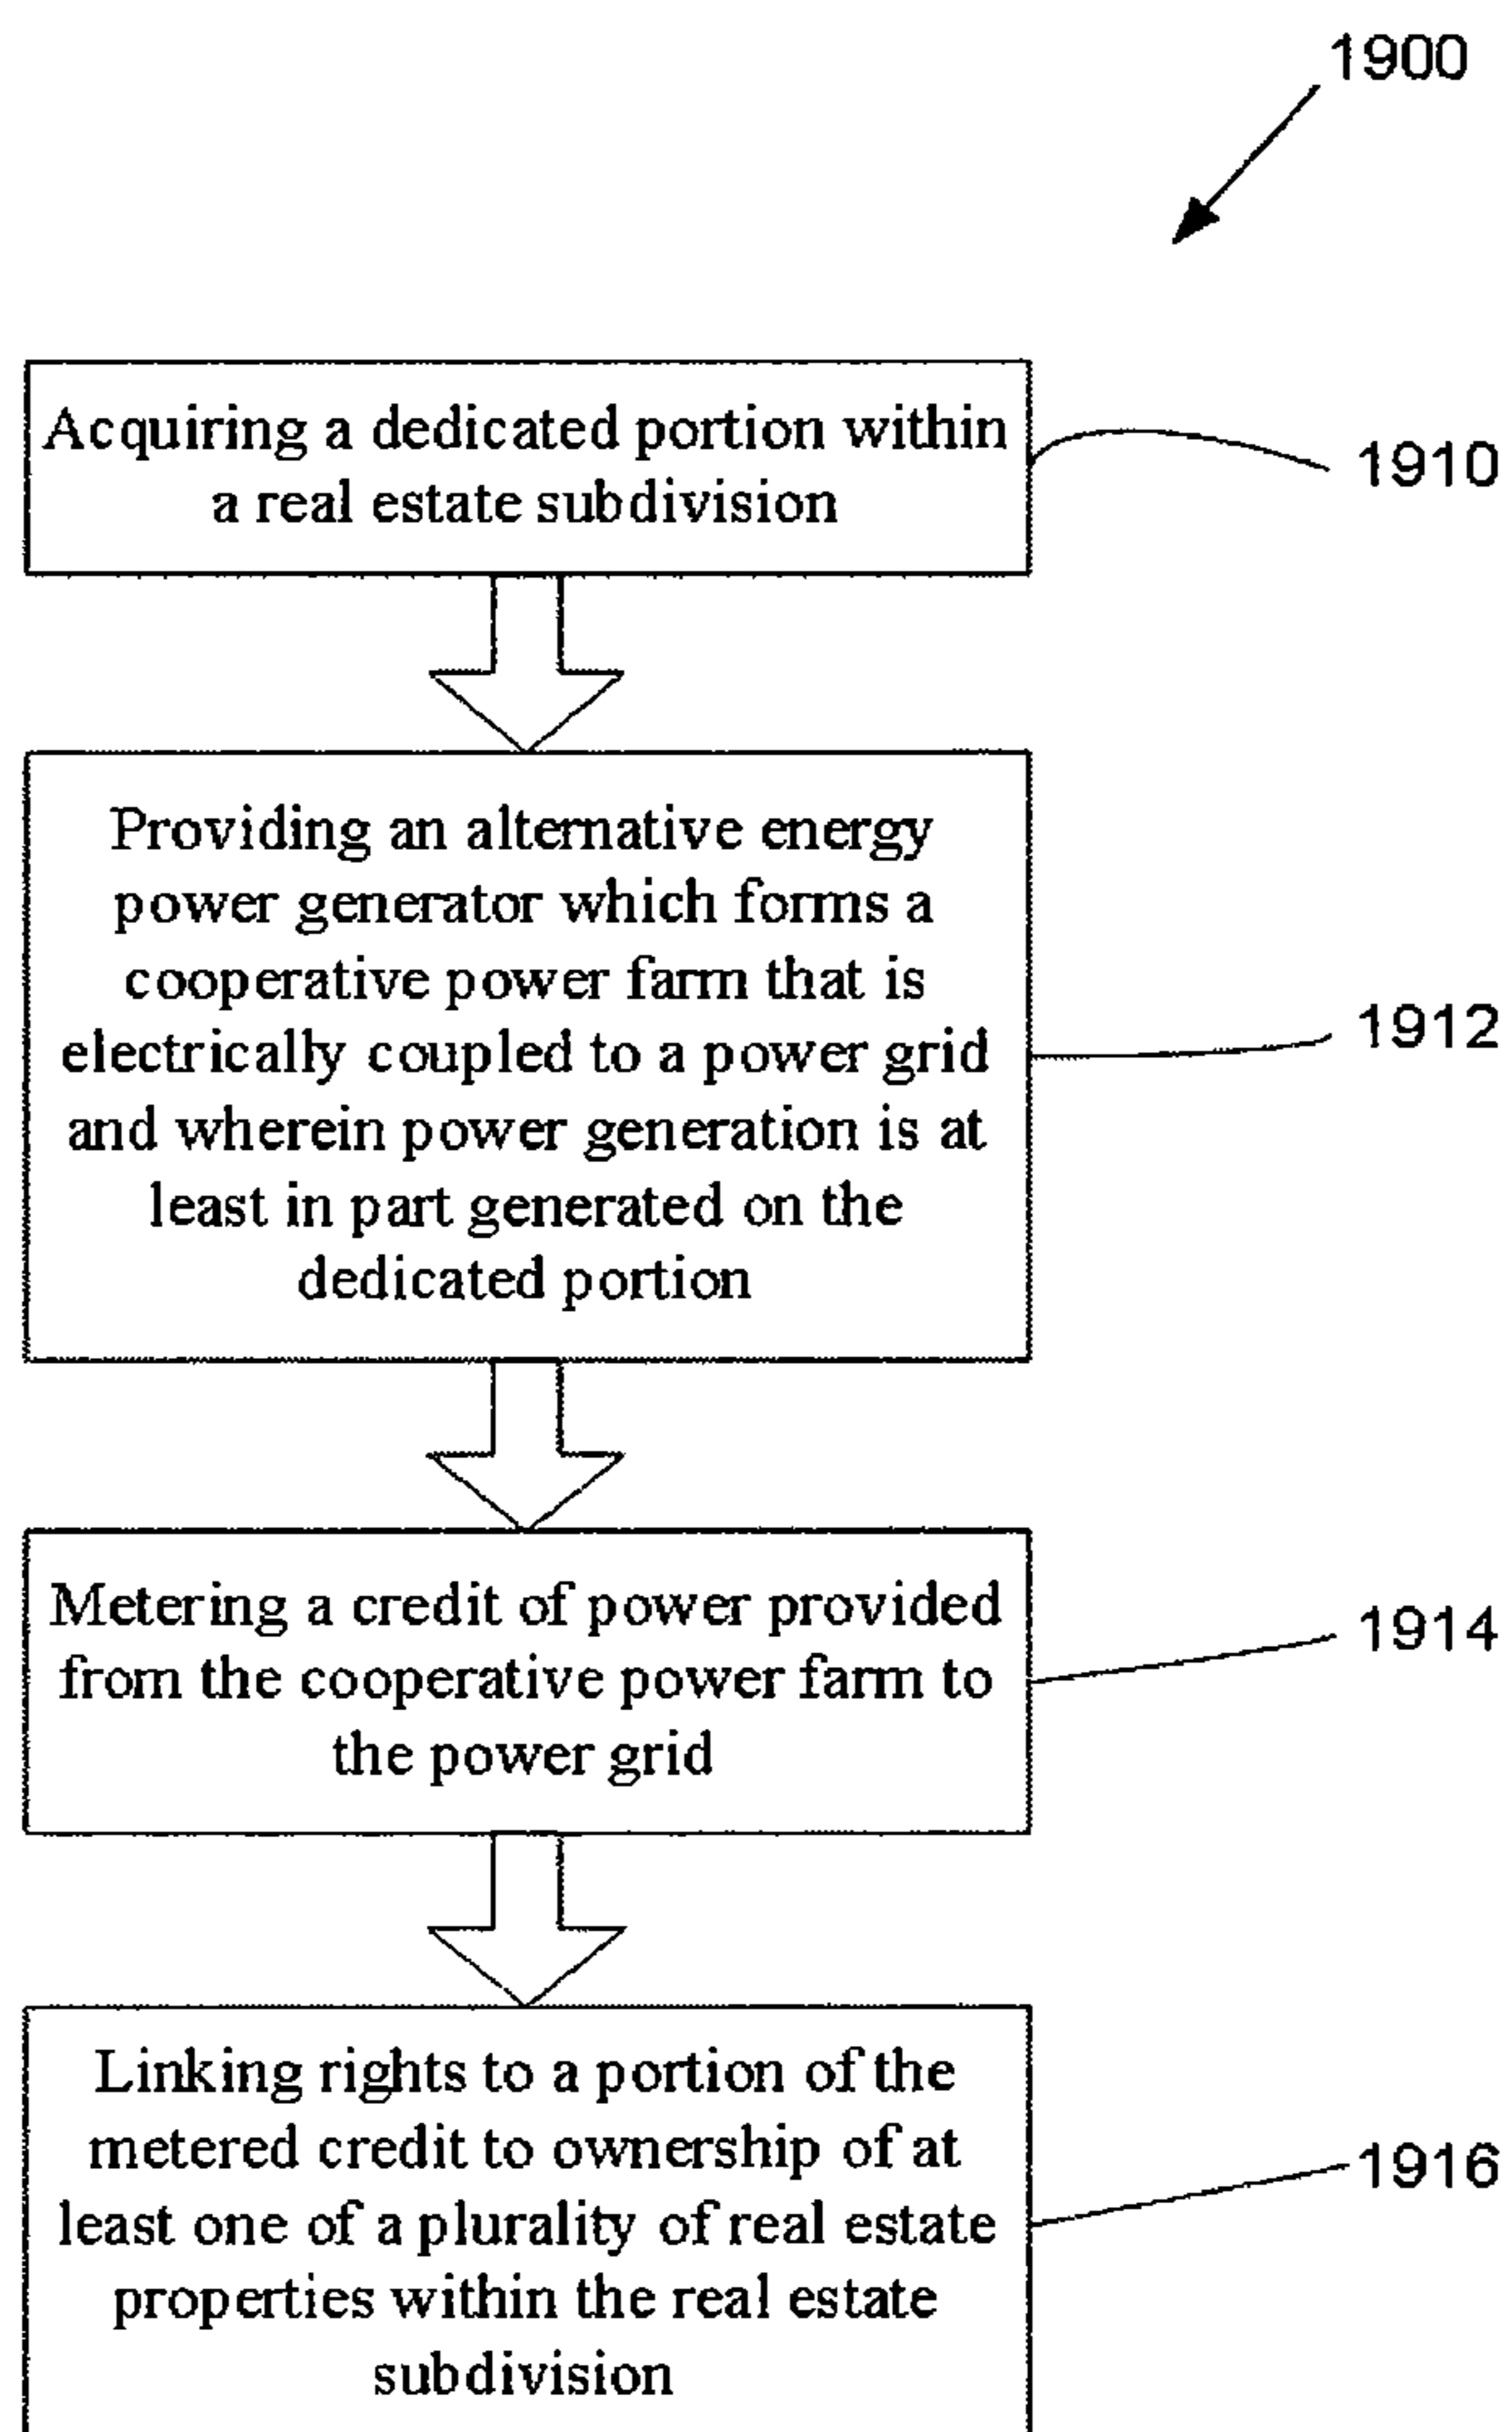 1900
Acquiring a dedicated portion within
a real estate subdivision
1910
Providing an alternative energy
power generator which forms a
cooperative power farm that is
electrically coupled to a power grid
and wherein power generation is at
least in part generated on the
dedicated portion
1912
Metering a credit of power provided
from the cooperative power farm to
the power grid
1914
Linking rights to a portion of the
metered credit to ownership of at
least one of a plurality of real estate
properties within the real estate
subdivision
1916